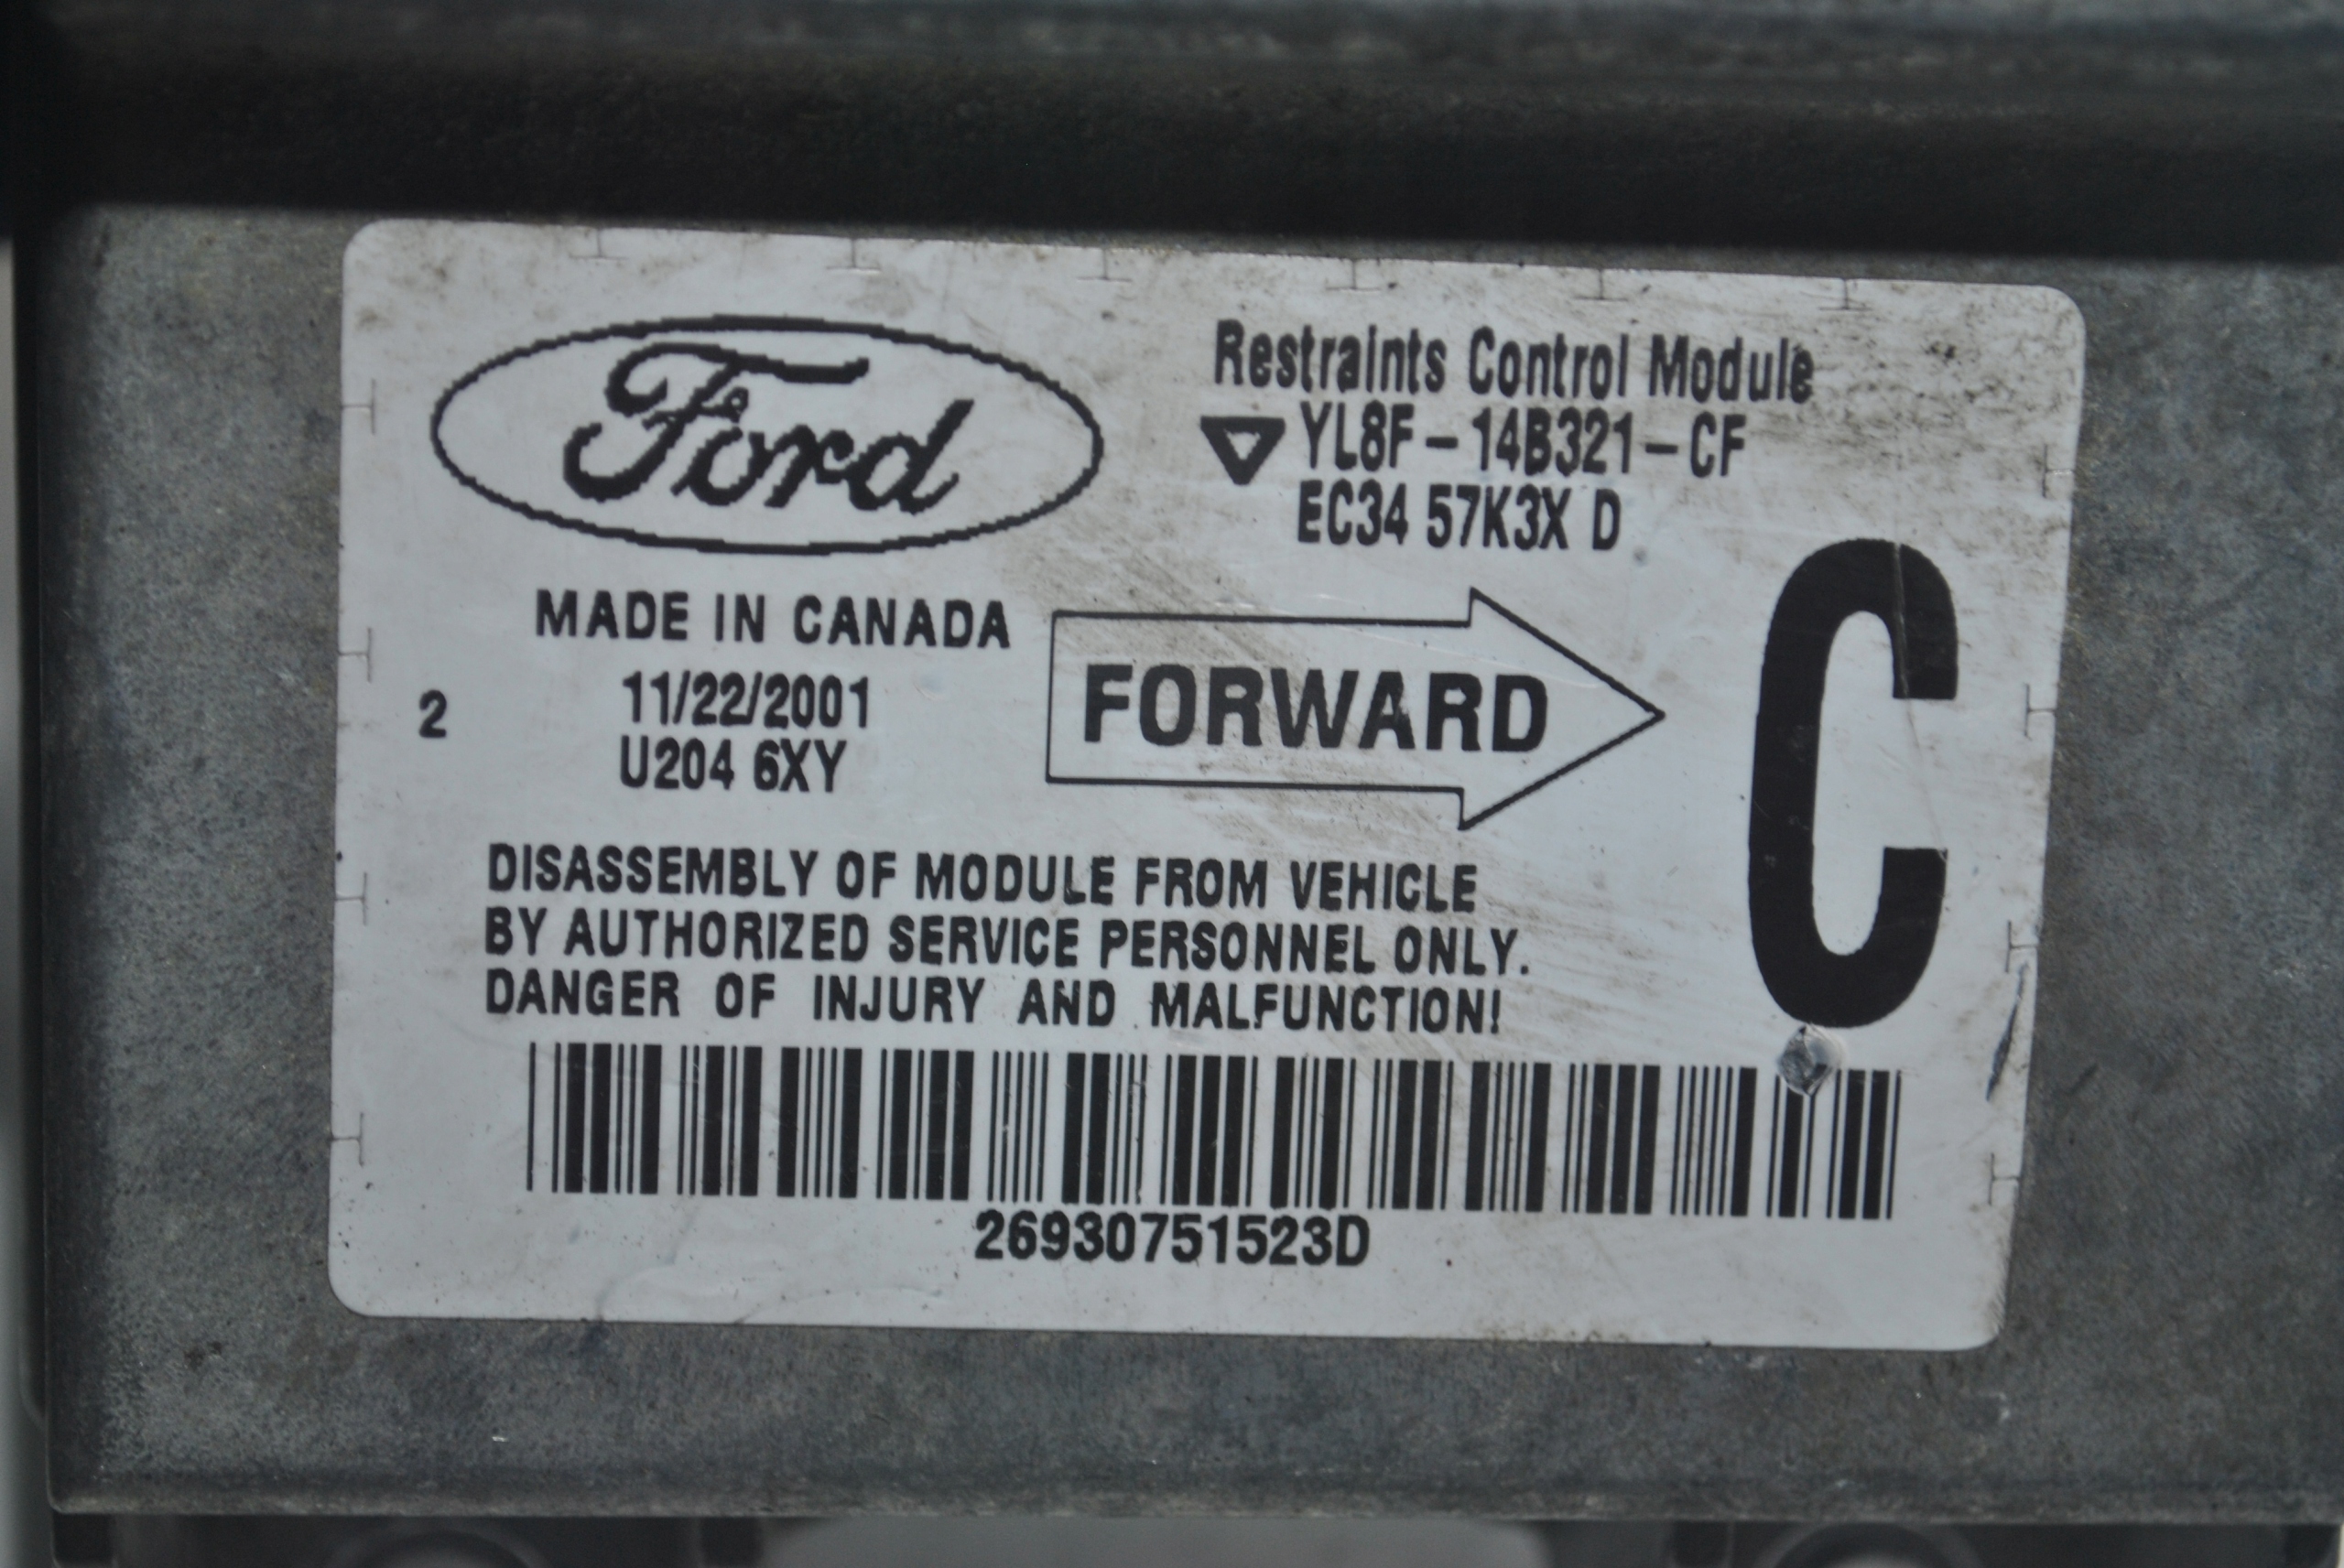 Ford
Restraints Control Module
YL8F-14B321-CF
EC34 57K3X D
MADE IN CANADA
11/22/2001
2
U204 6XY
FORWARD
C
DISASSEMBLY OF MODULE FROM VEHICLE
BY AUTHORIZED SERVICE PERSONNEL ONLY.
DANGER OF INJURY AND MALFUNCTION!
26930751523D